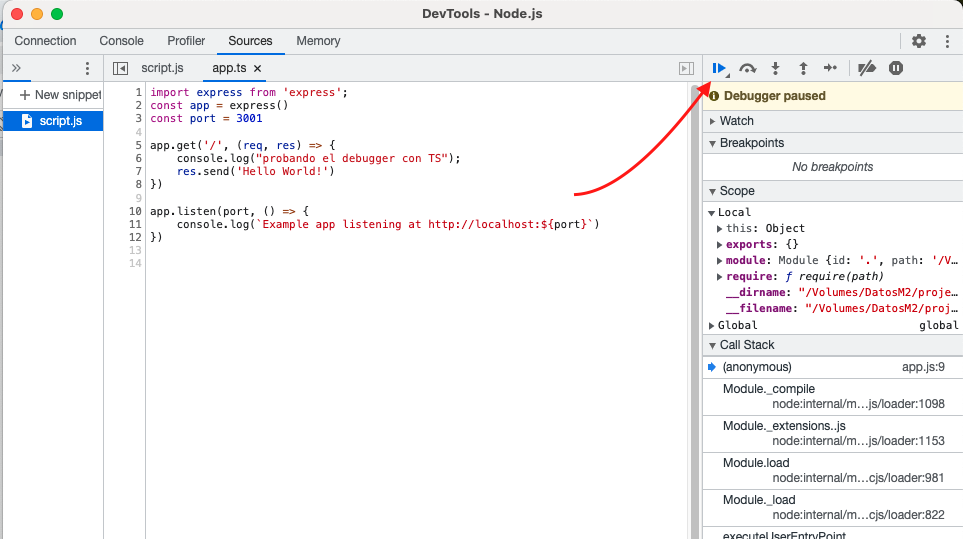 DevTools - Node.js
Connection Console Profiler Sources Memory
» script.js app.ts ×
+ New snippet
script.js
1 import express from 'express';
2 const app = express()
3 const port = 3001
4
5 app.get('/', (req, res) => {
6 console.log("probando el debugger con TS");
7 res.send('Hello World!')
8 })
9
10 app.listen(port, () => {
11 console.log(`Example app listening at http://localhost:${port}`)
12 })
13
14
Debugger paused
Watch
Breakpoints
No breakpoints
Scope
Local
this: Object
exports: {}
module: Module {id: '.', path: '/V…
require: ƒ require(path)
__dirname: "/Volumes/DatosM2/proje…
__filename: "/Volumes/DatosM2/proj…
Global global
Call Stack
(anonymous) app.js:9
Module._compile
node:internal/m…js/loader:1098
Module._extensions..js
node:internal/m…js/loader:1153
Module.load
node:internal/m…cjs/loader:981
Module._load
node:internal/m…cjs/loader:822
executeUserEntryPoint